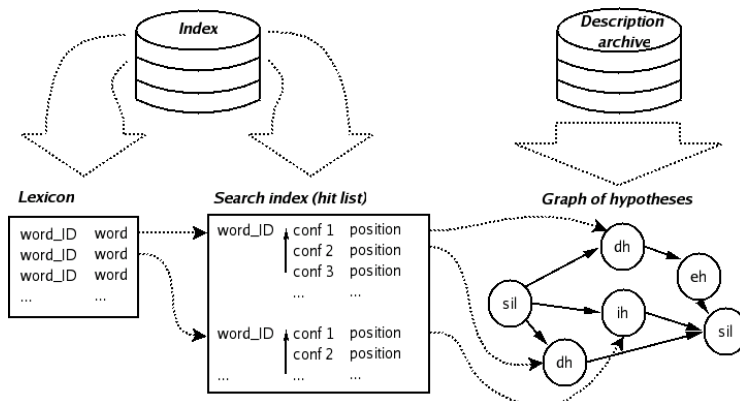 Index
Description
archive
Lexicon
word_ID word
word_ID word
word_ID word
... ...
Search index (hit list)
word_ID conf 1 position
conf 2 position
conf 3 position
... ...
word_ID conf 1 position
conf 2 position
... ... ...
Graph of hypotheses
dh
eh
sil
ih
sil
dh